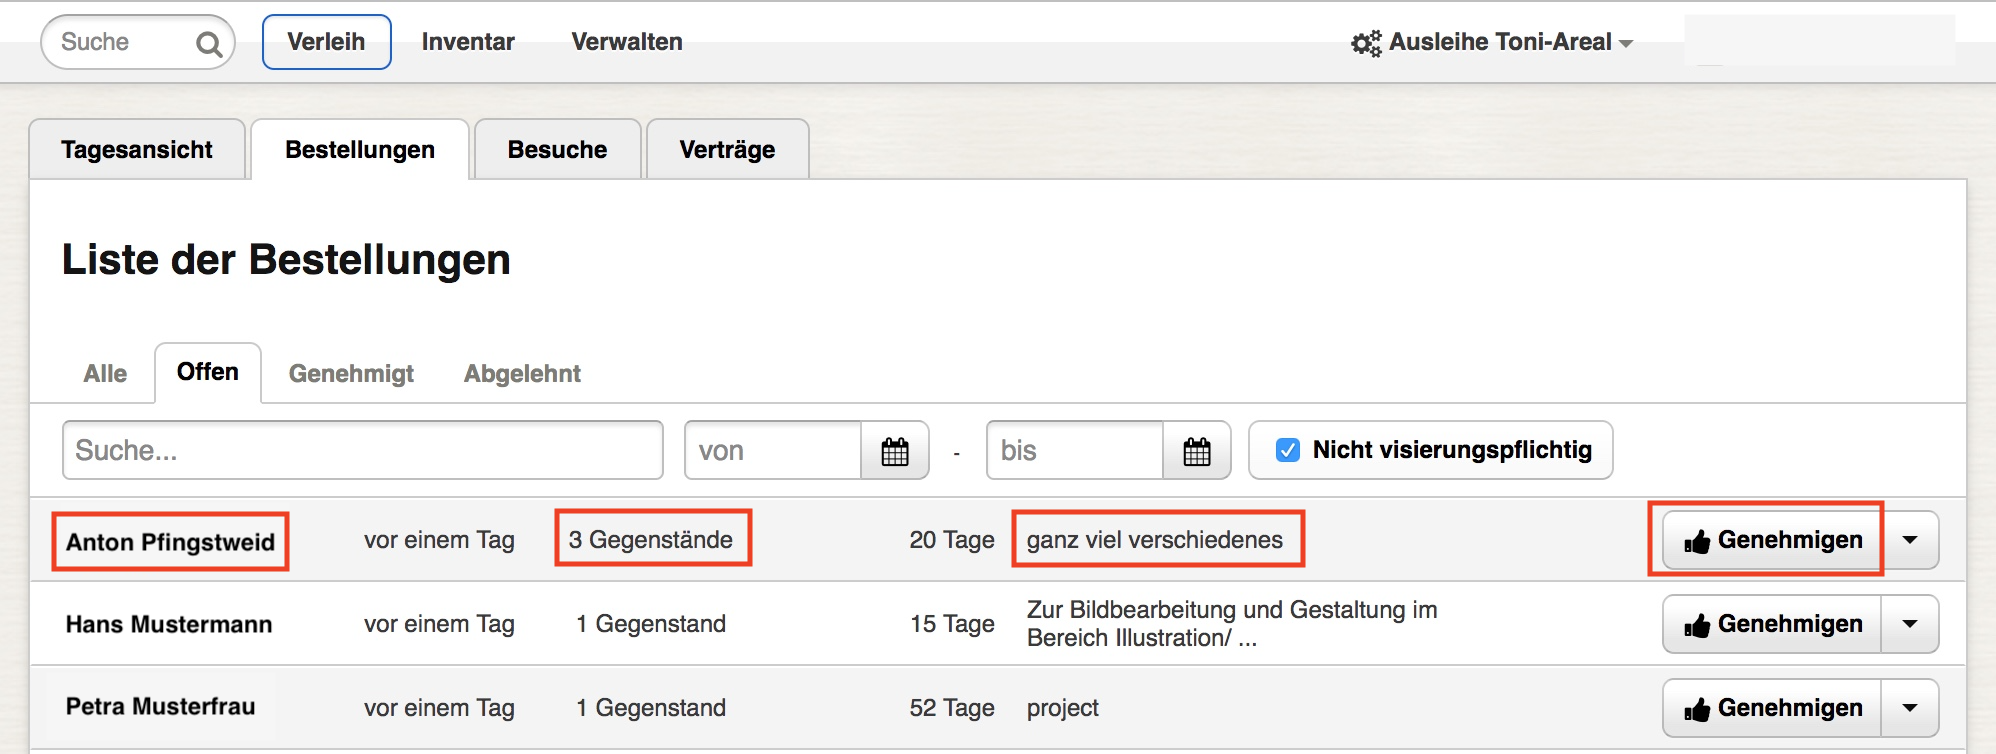 Suche Verleih Inventar Verwalten Ausleihe Toni-Areal
Tagesansicht Bestellungen Besuche Verträge
Liste der Bestellungen
Alle Offen Genehmigt Abgelehnt
Suche... von - bis Nicht visierungspflichtig
Anton Pfingstweid vor einem Tag 3 Gegenstände 20 Tage ganz viel verschiedenes Genehmigen
Hans Mustermann vor einem Tag 1 Gegenstand 15 Tage Zur Bildbearbeitung und Gestaltung im
Bereich Illustration/ ... Genehmigen
Petra Musterfrau vor einem Tag 1 Gegenstand 52 Tage project Genehmigen